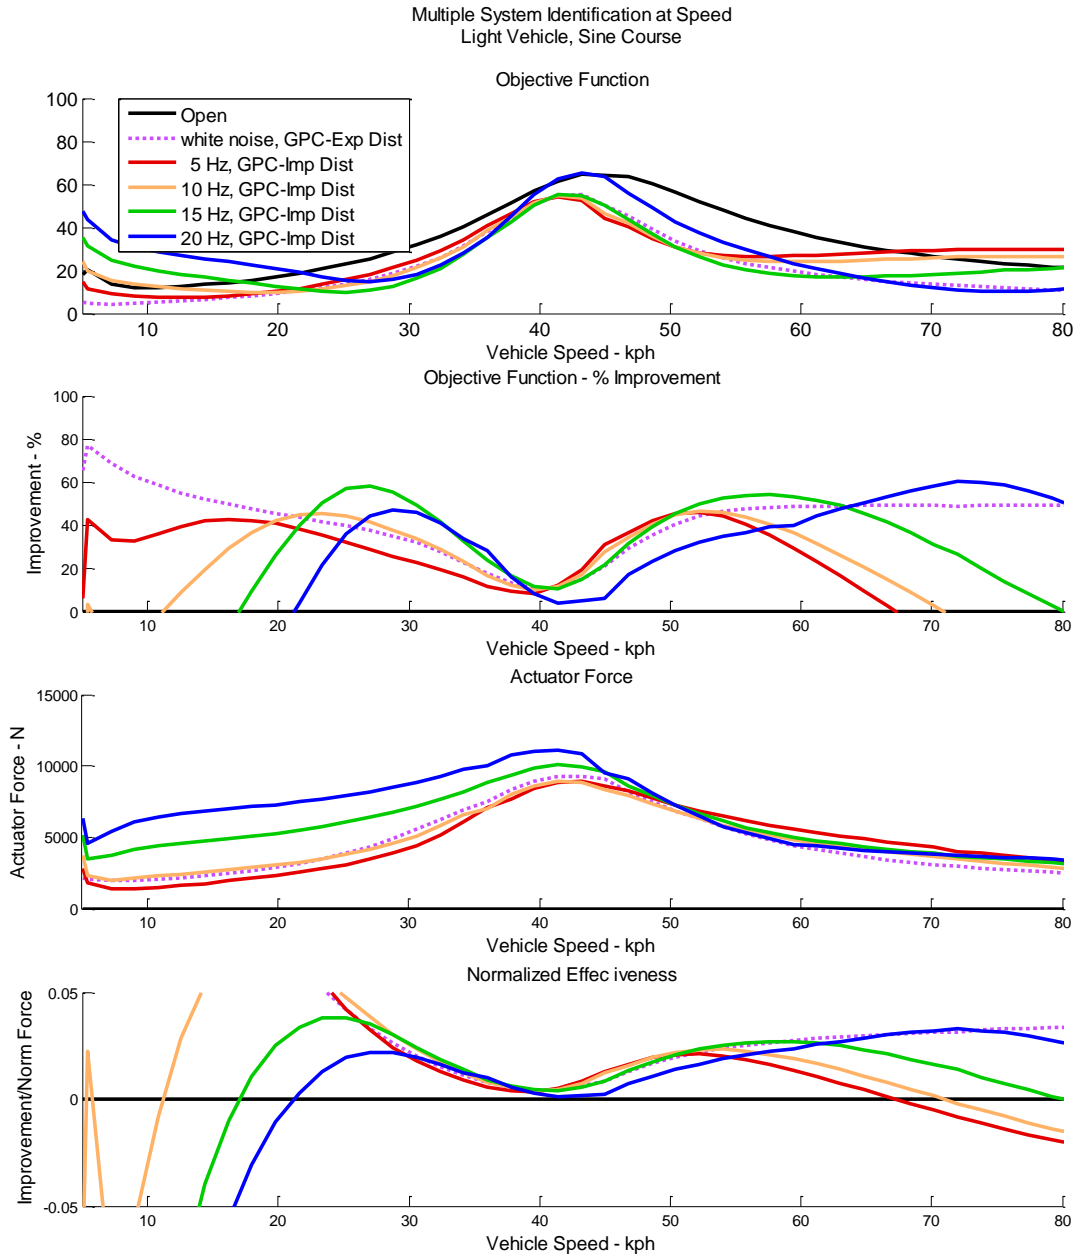 Multiple System Identification at Speed
Light Vehicle, Sine Course
Objective Function
100
80
60
40
20
0
Open
white noise, GPC-Exp Dist
5 Hz, GPC-Imp Dist
10 Hz, GPC-Imp Dist
15 Hz, GPC-Imp Dist
20 Hz, GPC-Imp Dist
10 20 30 40 50 60 70 80
Vehicle Speed - kph
Objective Function - % Improvement
Improvement - %
100
80
60
40
20
0
10 20 30 40 50 60 70 80
Vehicle Speed - kph
Actuator Force
Actuator Force - N
15000
10000
5000
0
10 20 30 40 50 60 70 80
Vehicle Speed - kph
Normalized Effec iveness
Improvement/Norm Force
0.05
0
-0.05
10 20 30 40 50 60 70 80
Vehicle Speed - kph